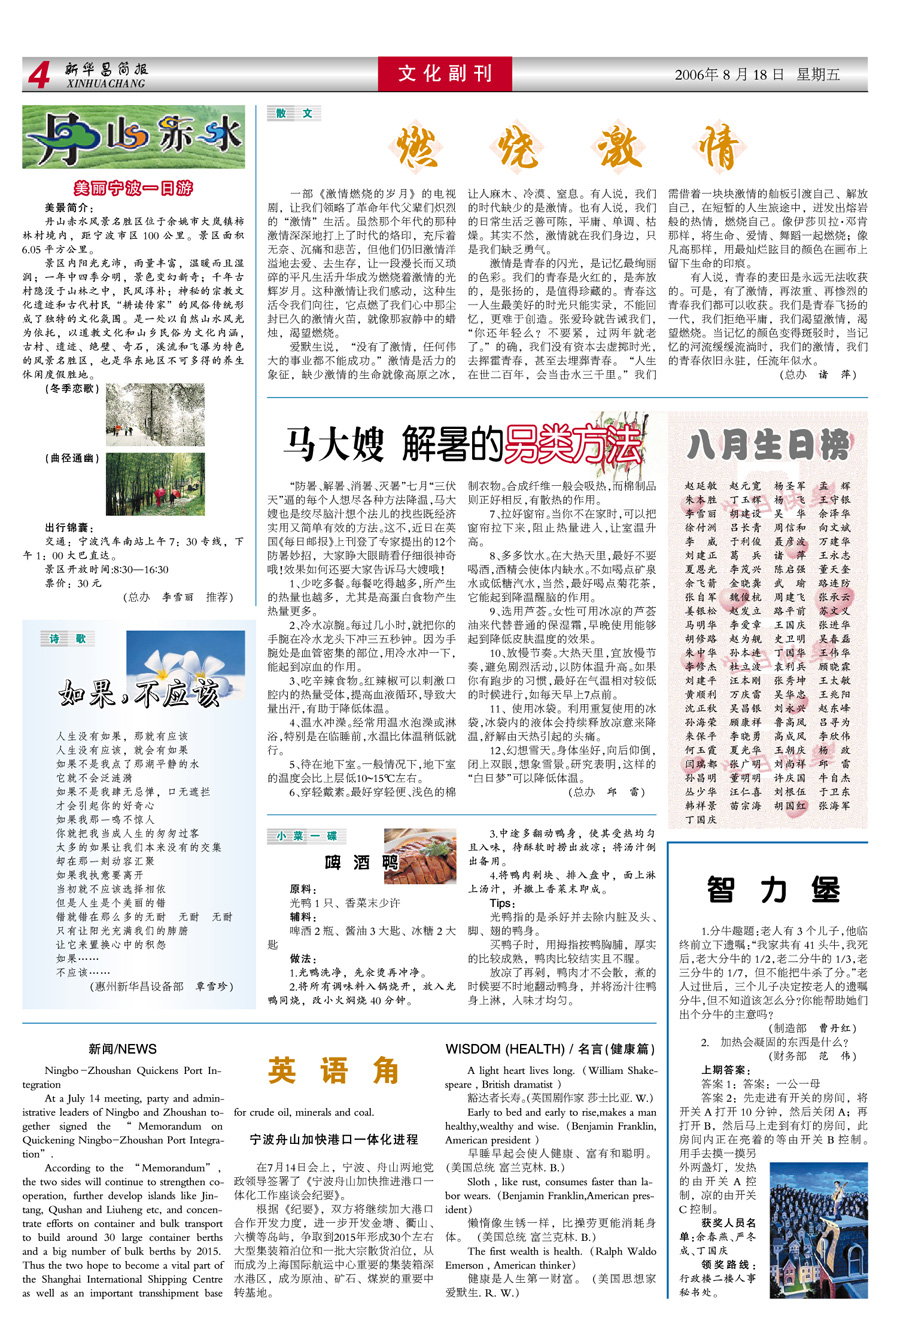 4
新华昌简报
XINHUACHANG
文化副刊
2006年8月18日 星期五
丹山赤水
美丽宁波一日游
美景简介：
丹山赤水风景名胜区位于余姚市大岚镇柿
林村境内，距宁波市区100公里。景区面积
6.05平方公里。
景区内阳光充沛，雨量丰富，温暖而且湿
润；一年中四季分明，景色变幻新奇；千年古
村隐没于山林之中，民风淳朴；神秘的宗教文
化遗迹和古代村民“耕读传家”的风俗传统形
成了独特的文化氛围。是一处以自然山水风光
为依托，以道教文化和山乡民俗为文化内涵，
古村、遗迹、绝壁、奇石，溪流和飞瀑为特色
的风景名胜区，也是华东地区不可多得的养生
休闲度假胜地。
(冬季恋歌)
(曲径通幽)
出行锦囊：
交通：宁波汽车南站上午7：30专线，下
午1：00大巴直达。
景区开放时间:8:30—16:30
票价：30元
(总办 李雪丽 推荐)
诗 歌
如果,不应该
人生没有如果，那就有应该
人生没有应该，就会有如果
如果不是我点了那湖平静的水
它就不会泛涟漪
如果不是我肆无忌惮，口无遮拦
才会引起你的好奇心
如果我那一鸣不惊人
你就把我当成人生的匆匆过客
太多的如果让我们本来没有的交集
却在那一刻动容汇聚
如果我执意要离开
当初就不应该选择相依
但是人生是个美丽的错
错就错在那么多的无耐 无耐 无耐
只有让阳光充满我们的肺腑
让它来置换心中的积怨
如果……
不应该……
(惠州新华昌设备部 覃雪珍)
散 文
燃烧激情
一部《激情燃烧的岁月》的电视
剧，让我们领略了革命年代父辈们炽烈
的“激情”生活。虽然那个年代的那种
激情深深地打上了时代的烙印，充斥着
无奈、沉痛和悲苦，但他们仍旧激情洋
溢地去爱、去生存，让一段漫长而又琐
碎的平凡生活升华成为燃烧着激情的光
辉岁月。这种激情让我们感动，这种生
活令我们向往，它点燃了我们心中那尘
封已久的激情火苗，就像那寂静中的蜡
烛，渴望燃烧。
爱默生说，“没有了激情，任何伟
大的事业都不能成功。”激情是活力的
象征，缺少激情的生命就像高原之冰，
让人麻木、冷漠、窒息。有人说，我们
的时代缺少的是激情。也有人说，我们
的日常生活乏善可陈，平庸、单调、枯
燥。其实不然，激情就在我们身边，只
是我们缺乏勇气。
激情是青春的闪光，是记忆最绚丽
的色彩。我们的青春是火红的，是奔放
的，是张扬的，是值得珍藏的。青春这
一人生最美好的时光只能实录，不能回
忆，更难于创造。张爱玲就告诫我们，
“你还年轻么？不要紧，过两年就老
了。”的确，我们没有资本去虚掷时光，
去挥霍青春，甚至去埋葬青春。“人生
在世二百年，会当击水三千里。”我们
需借着一块块激情的舢板引渡自己、解放
自己，在短暂的人生旅途中，迸发出熔岩
般的热情，燃烧自己。像伊莎贝拉·邓肯
那样，将生命、爱情、舞蹈一起燃烧；像
凡高那样，用最灿烂炫目的颜色在画布上
留下生命的印痕。
有人说，青春的麦田是永远无法收获
的。可是，有了激情，再浓重、再惨烈的
青春我们都可以收获。我们是青春飞扬的
一代，我们拒绝平庸，我们渴望激情，渴
望燃烧。当记忆的颜色变得斑驳时，当记
忆的河流缓缓流淌时，我们的激情，我们
的青春依旧永驻，任流年似水。
(总办 诸 萍)
马大嫂 解暑的另类方法
“防暑、解暑、消暑、灭暑”七月“三伏
天”逼的每个人想尽各种方法降温,马大
嫂也是绞尽脑汁想个法儿的找些既经济
实用又简单有效的方法。这不,近日在英
国《每日邮报》上刊登了专家提出的12个
防暑妙招，大家睁大眼睛看仔细很神奇
哦!效果如何还要大家告诉马大嫂哦!
1、少吃多餐。每餐吃得越多,所产生
的热量也越多，尤其是高蛋白食物产生
热量更多。
2、冷水凉腕。每过几小时,就把你的
手腕在冷水龙头下冲三五秒钟。因为手
腕处是血管密集的部位,用冷水冲一下,
能起到凉血的作用。
3、吃辛辣食物。红辣椒可以刺激口
腔内的热量受体,提高血液循环,导致大
量出汗,有助于降低体温。
4、温水冲澡。经常用温水泡澡或淋
浴,特别是在临睡前,水温比体温稍低就
行。
5、待在地下室。一般情况下,地下室
的温度会比上层低10~15℃左右。
6、穿轻戴素。最好穿轻便、浅色的棉
制衣物。合成纤维一般会吸热,而棉制品
则正好相反,有散热的作用。
7、拉好窗帘。当你不在家时,可以把
窗帘拉下来,阻止热量进入,让室温升
高。
8、多多饮水。在大热天里,最好不要
喝酒,酒精会使体内缺水。不如喝点矿泉
水或低糖汽水,当然,最好喝点菊花茶,
它能起到降温醒脑的作用。
9、选用芦荟。女性可用冰凉的芦荟
油来代替普通的保湿霜,早晚使用能够
起到降低皮肤温度的效果。
10、放慢节奏。大热天里,宜放慢节
奏,避免剧烈活动,以防体温升高。如果
你有跑步的习惯,最好在气温相对较低
的时候进行,如每天早上7点前。
11、使用冰袋。利用重复使用的冰
袋,冰袋内的液体会持续释放凉意来降
温,舒解由天热引起的头痛。
12、幻想雪天。身体坐好,向后仰倒,
闭上双眼,想象雪景。研究表明,这样的
“白日梦”可以降低体温。
(总办 邱 雷)
八月生日榜
赵延敏 赵元宽 杨圣军 孟 辉
朱本胜 丁玉辉 杨 飞 王守银
李雪丽 胡建设 吴 华 余泽华
徐付洲 吕长青 周信和 向文斌
李 威 于利俊 聂彦波 万建华
刘建正 葛 兵 诸 萍 王永志
夏恩光 李茂兴 陈启强 董天奎
余飞箭 金晓龚 武 瑜 路连防
张自军 魏俊杭 周建飞 张承云
姜银松 赵发立 路平前 苏文义
马明华 李爱章 王国庆 张进华
胡修路 赵为舰 史卫明 吴春磊
朱中华 孙本进 丁国华 王伟华
李修杰 杜立波 袁利兵 顾晓霖
刘建平 汪本刚 张秀坤 王太敏
黄顺利 万庆雷 吴华忠 王兆阳
沈正秋 吴昌银 刘永兴 赵东峰
孙海荣 顾康祥 鲁高风 吕寻为
来保平 李晓勇 高成风 李欣伟
何玉霞 夏光华 王朝庆 杨 政
闫瑞都 张广明 刘尚祥 邱 雷
孙昌明 董明明 许庆国 牛自杰
丛少华 汪仁喜 刘根伍 于卫东
韩祥景 苗宗海 胡国红 张海军
丁国庆
小菜一碟
啤酒鸭
原料：
光鸭1只、香菜末少许
辅料：
啤酒2瓶、酱油3大匙、冰糖2大
匙
做法：
1.光鸭洗净，先汆烫再冲净。
2.将所有调味料入锅烧开，放入光
鸭同烧，改小火焖烧40分钟。
3.中途多翻动鸭身，使其受热均匀
且入味，待酥软时捞出放凉；将汤汁倒
出备用。
4.将鸭肉剁块、排入盘中，面上淋
上汤汁，并撒上香菜末即成。
Tips：
光鸭指的是杀好并去除内脏及头、
脚、翅的鸭身。
买鸭子时，用拇指按鸭胸脯，厚实
的比较成熟，鸭肉比较结实且不腥。
放凉了再剁，鸭肉才不会散，煮的
时候要不时地翻动鸭身，并将汤汁往鸭
身上淋，入味才均匀。
智力堡
1.分牛趣题:老人有3个儿子,他临
终前立下遗嘱:“我家共有41头牛,我死
后,老大分牛的1/2,老二分牛的1/3,老
三分牛的1/7，但不能把牛杀了分。”老
人过世后，三个儿子决定按老人的遗嘱
分牛,但不知道该怎么分?你能帮助她们
出个分牛的主意吗?
(制造部 曹丹红)
2. 加热会凝固的东西是什么？
(财务部 范 伟)
上期答案：
答案1：答案：一公一母
答案2：先走进有开关的房间，将
开关A打开10分钟，然后关闭A；再
打开B，然后马上走到有灯的房间，此
房间内正在亮着的等由开关B控制。
用手去摸一摸另
外两盏灯，发热
的由开关A控
制，凉的由开关
C控制。
获奖人员名
单:余春燕、严冬
成、丁国庆
领奖路线：
行政楼二楼人事
秘书处。
新闻/NEWS
Ningbo-Zhoushan Quickens Port In-
tegration
At a July 14 meeting, party and admin-
istrative leaders of Ningbo and Zhoushan to-
gether signed the “ Memorandum on
Quickening Ningbo-Zhoushan Port Integra-
tion”.
According to the “Memorandum”,
the two sides will continue to strengthen co-
operation, further develop islands like Jin-
tang, Qushan and Liuheng etc, and concen-
trate efforts on container and bulk transport
to build around 30 large container berths
and a big number of bulk berths by 2015.
Thus the two hope to become a vital part of
the Shanghai International Shipping Centre
as well as an important transshipment base
英语角
for crude oil, minerals and coal.
宁波舟山加快港口一体化进程
在7月14日会上，宁波、舟山两地党
政领导签署了《宁波舟山加快推进港口一
体化工作座谈会纪要》。
根据《纪要》，双方将继续加大港口
合作开发力度，进一步开发金塘、衢山、
六横等岛屿，争取到2015年形成30个左右
大型集装箱泊位和一批大宗散货泊位，从
而成为上海国际航运中心重要的集装箱深
水港区，成为原油、矿石、煤炭的重要中
转基地。
WISDOM (HEALTH) / 名言(健康篇)
A light heart lives long.（William Shake-
speare , British dramatist ）
豁达者长寿。(英国剧作家 莎士比亚. W.)
Early to bed and early to rise,makes a man
healthy,wealthy and wise.（Benjamin Franklin,
American president ）
早睡早起会使人健康、富有和聪明。
(美国总统 富兰克林. B.)
Sloth , like rust, consumes faster than la-
bor wears.（Benjamin Franklin,American pres-
ident）
懒惰像生锈一样，比操劳更能消耗身
体。 (美国总统 富兰克林. B.)
The first wealth is health.（Ralph Waldo
Emerson , American thinker）
健康是人生第一财富。 (美国思想家
爱默生. R. W.)